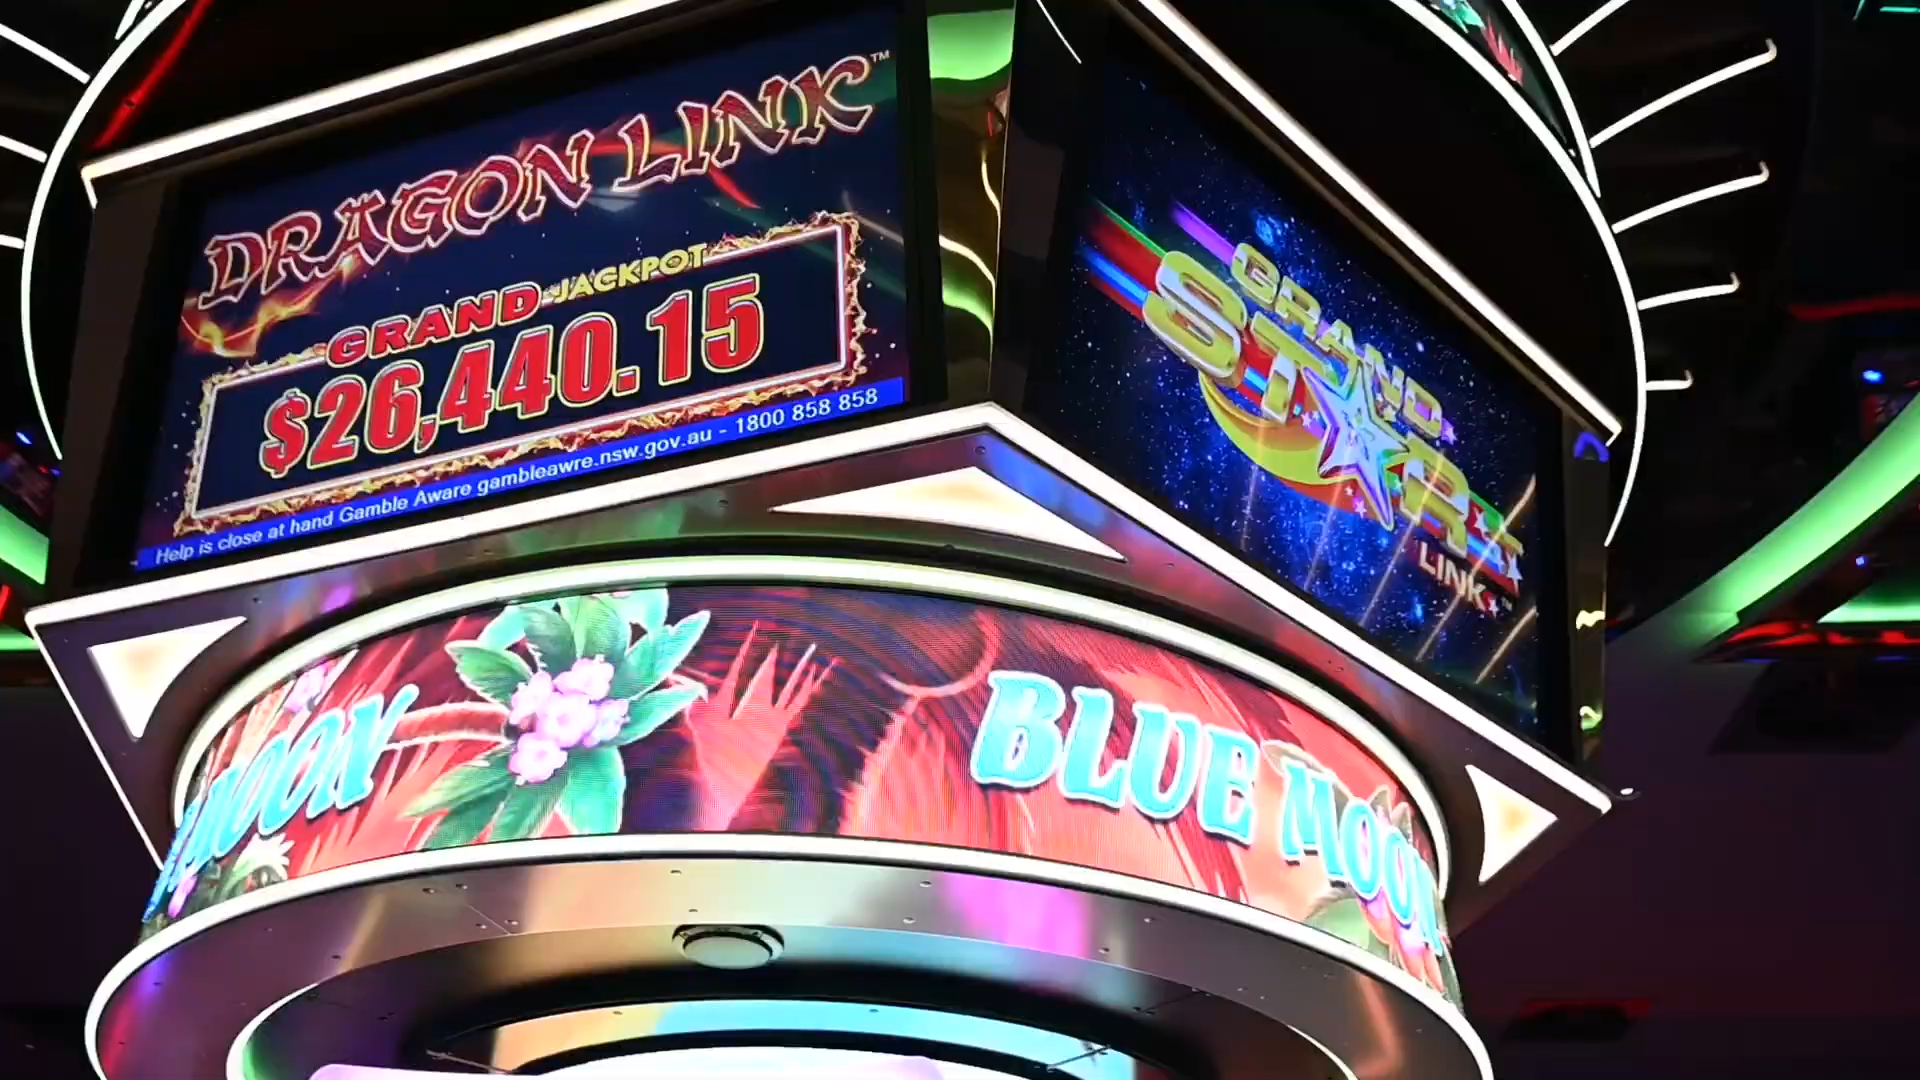 DRAGON LINK™
GRAND JACKPOT
$26,440.15
Help is close at hand Gamble Aware gambleawre.nsw.gov.au - 1800 858 858
GRAND
STAR
LINK™
MOON
BLUE MOON